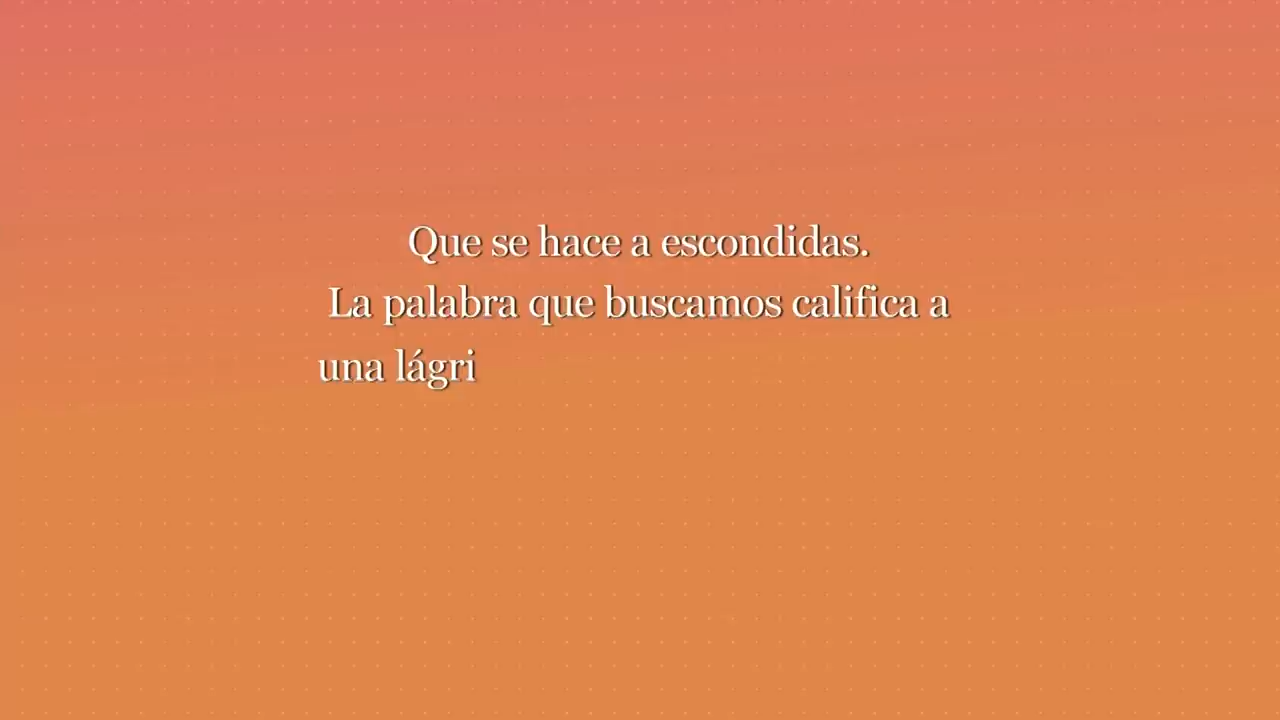 Que se hace a escondidas.
La palabra que buscamos califica a
una lágri